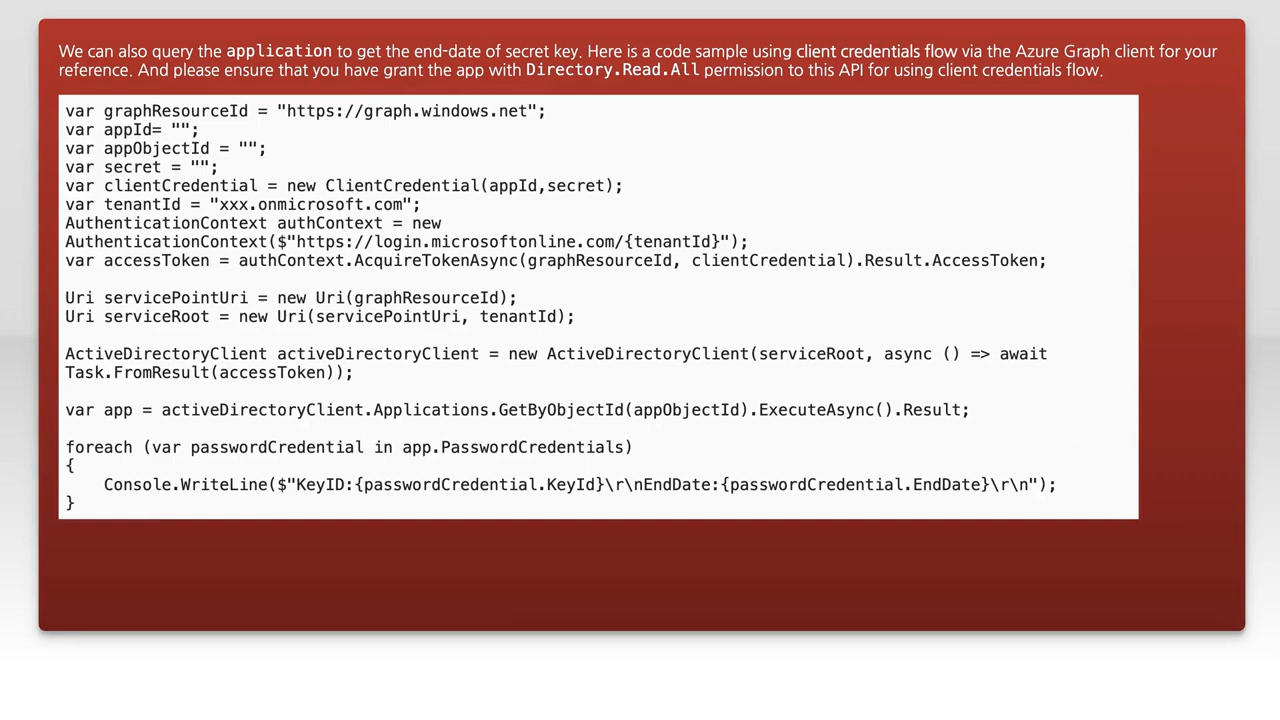 We can also query the application to get the end-date of secret key. Here is a code sample using client credentials flow via the Azure Graph client for your
reference. And please ensure that you have grant the app with Directory.Read.All permission to this API for using client credentials flow.
var graphResourceId = "https://graph.windows.net";
var appId= "";
var appObjectId = "";
var secret = "";
var clientCredential = new ClientCredential(appId,secret);
var tenantId = "xxx.onmicrosoft.com";
AuthenticationContext authContext = new
AuthenticationContext($"https://login.microsoftonline.com/{tenantId}");
var accessToken = authContext.AcquireTokenAsync(graphResourceId, clientCredential).Result.AccessToken;
Uri servicePointUri = new Uri(graphResourceId);
Uri serviceRoot = new Uri(servicePointUri, tenantId);
ActiveDirectoryClient activeDirectoryClient = new ActiveDirectoryClient(serviceRoot, async () => await
Task.FromResult(accessToken));
var app = activeDirectoryClient.Applications.GetByObjectId(appObjectId).ExecuteAsync().Result;
foreach (var passwordCredential in app.PasswordCredentials)
{
    Console.WriteLine($"KeyID:{passwordCredential.KeyId}\r\nEndDate:{passwordCredential.EndDate}\r\n");
}